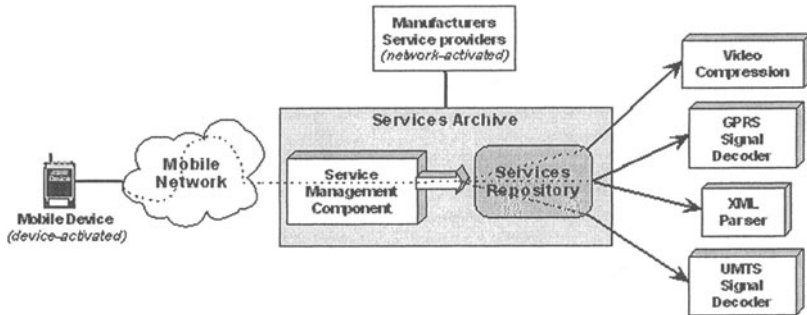 Manufacturers
Service providers
(network-activated)
Video
Compression
Services Archive
GPRS
Signal
Decoder
Mobile
Network
Service
Management
Component
Services
Repository
XML
Parser
Mobile Device
(device-activated)
UMTS
Signal
Decoder